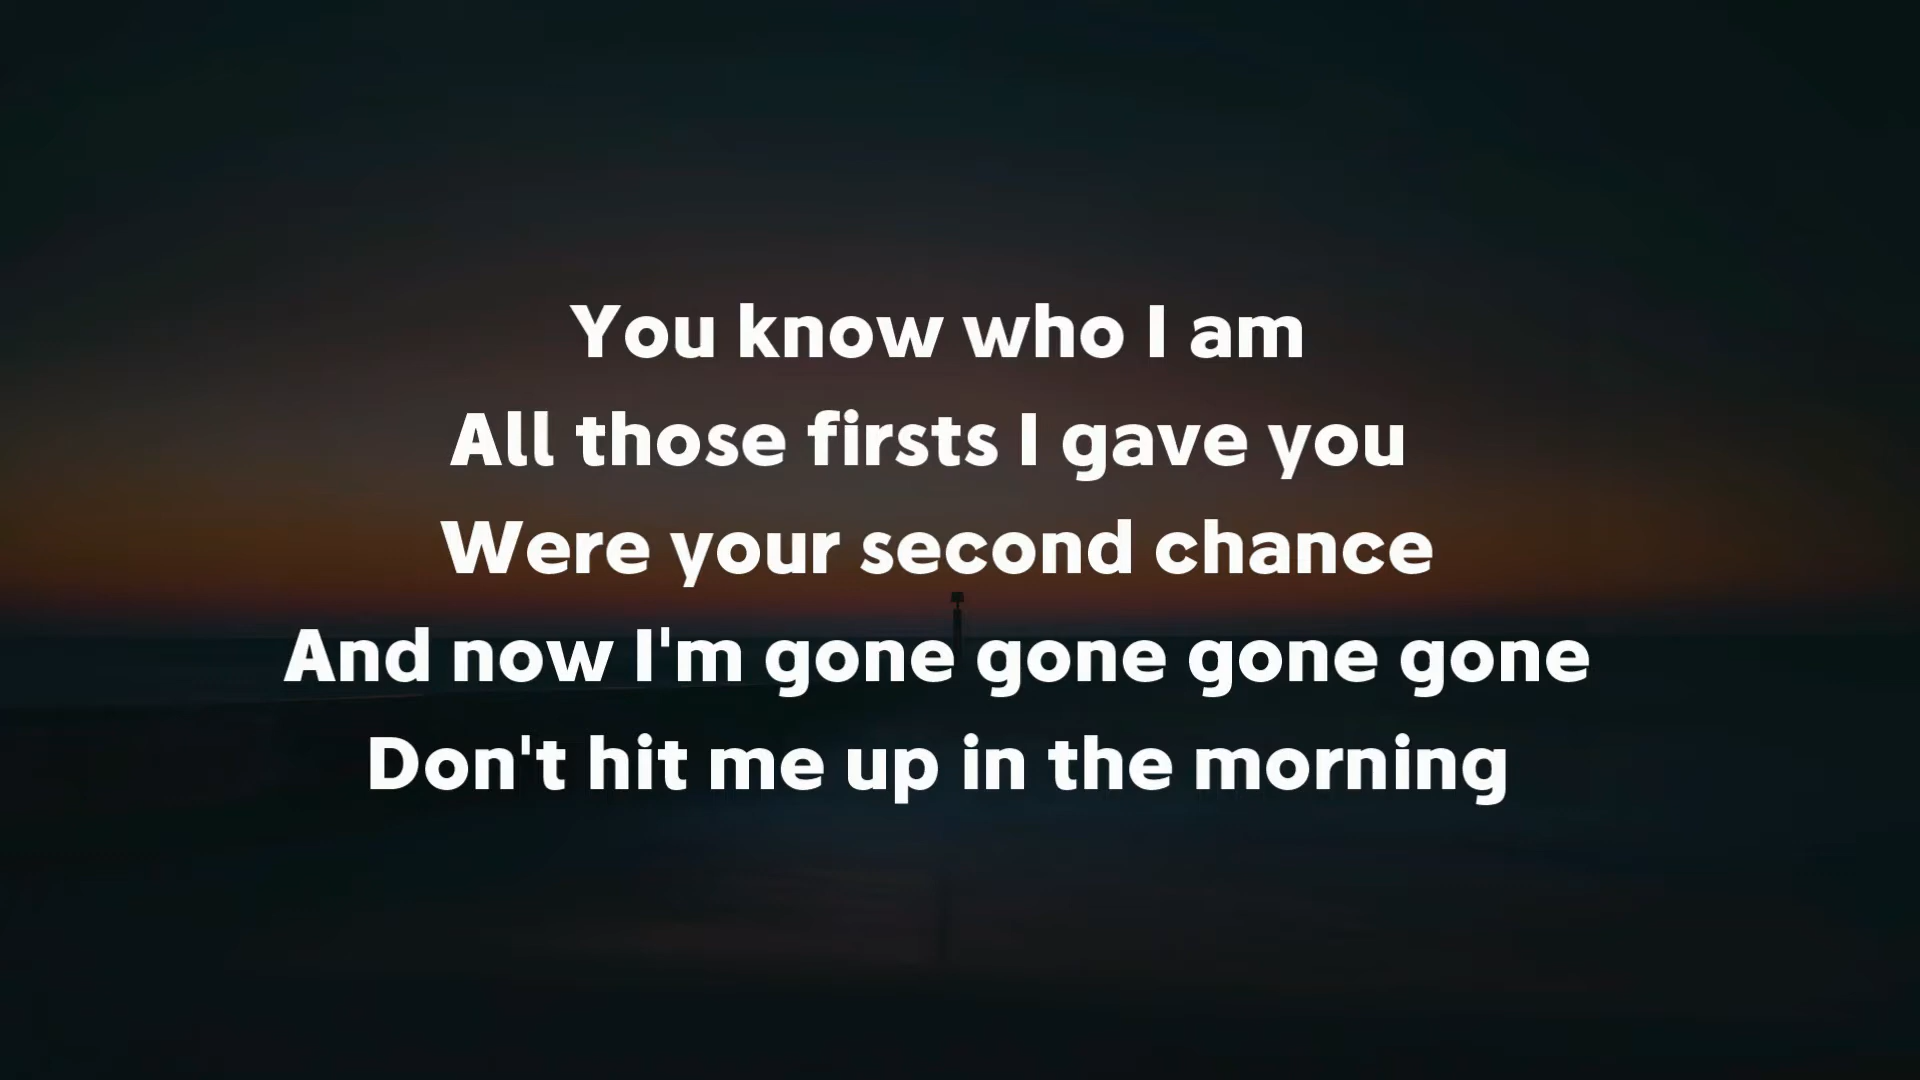 You know who I am
All those firsts I gave you
Were your second chance
And now I'm gone gone gone gone
Don't hit me up in the morning